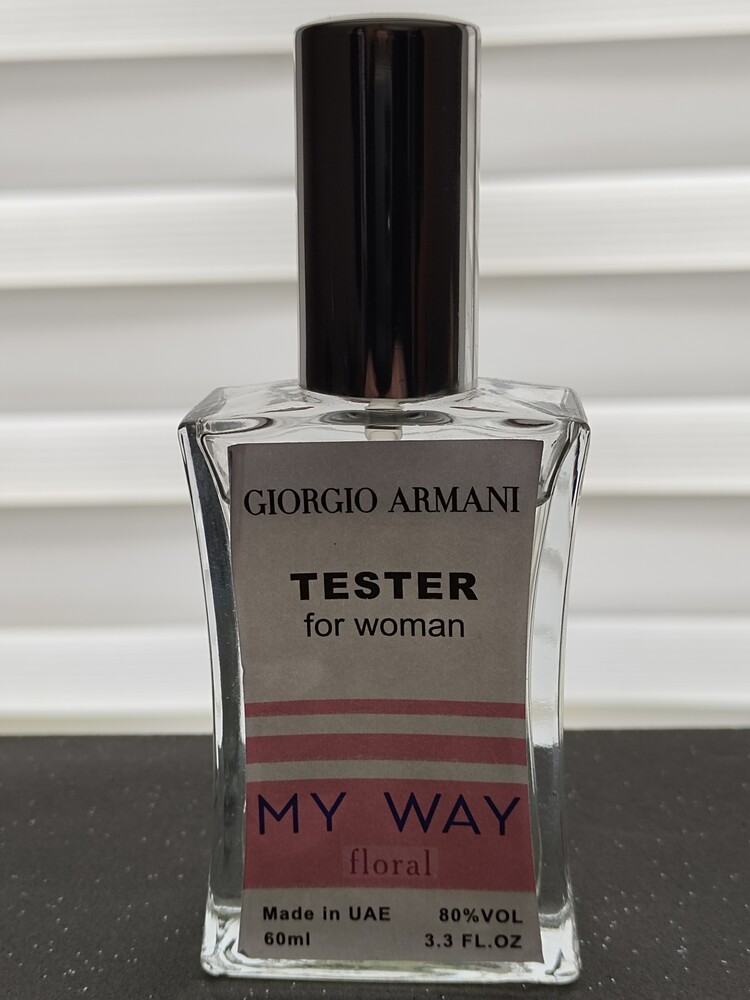 GIORGIO ARMANI
TESTER
for woman
MY WAY
floral
Made in UAE 80%VOL
60ml 3.3 FL.OZ